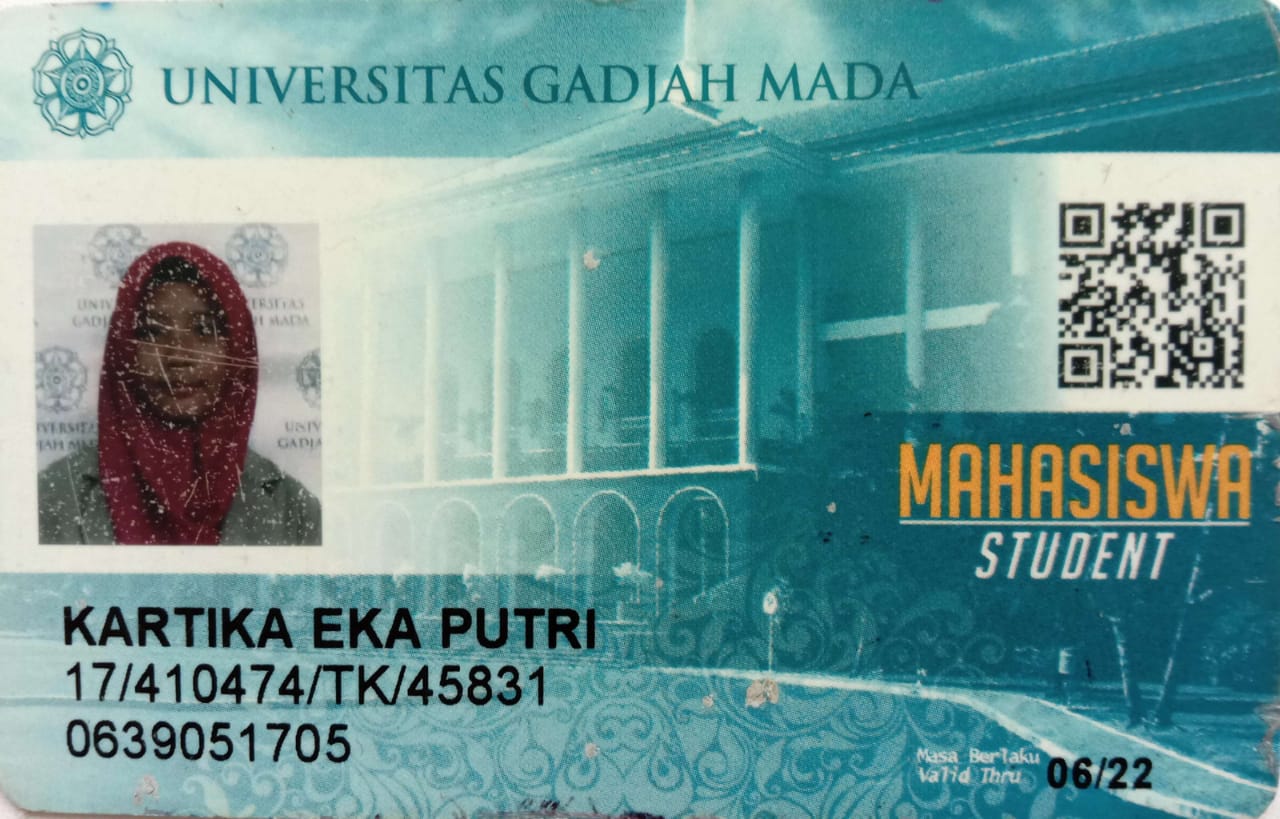 UNIVERSITAS GADJAH MADA
MAHASISWA
STUDENT
KARTIKA EKA PUTRI
17/410474/TK/45831
0639051705
Masa Berlaku
Valid Thru 06/22